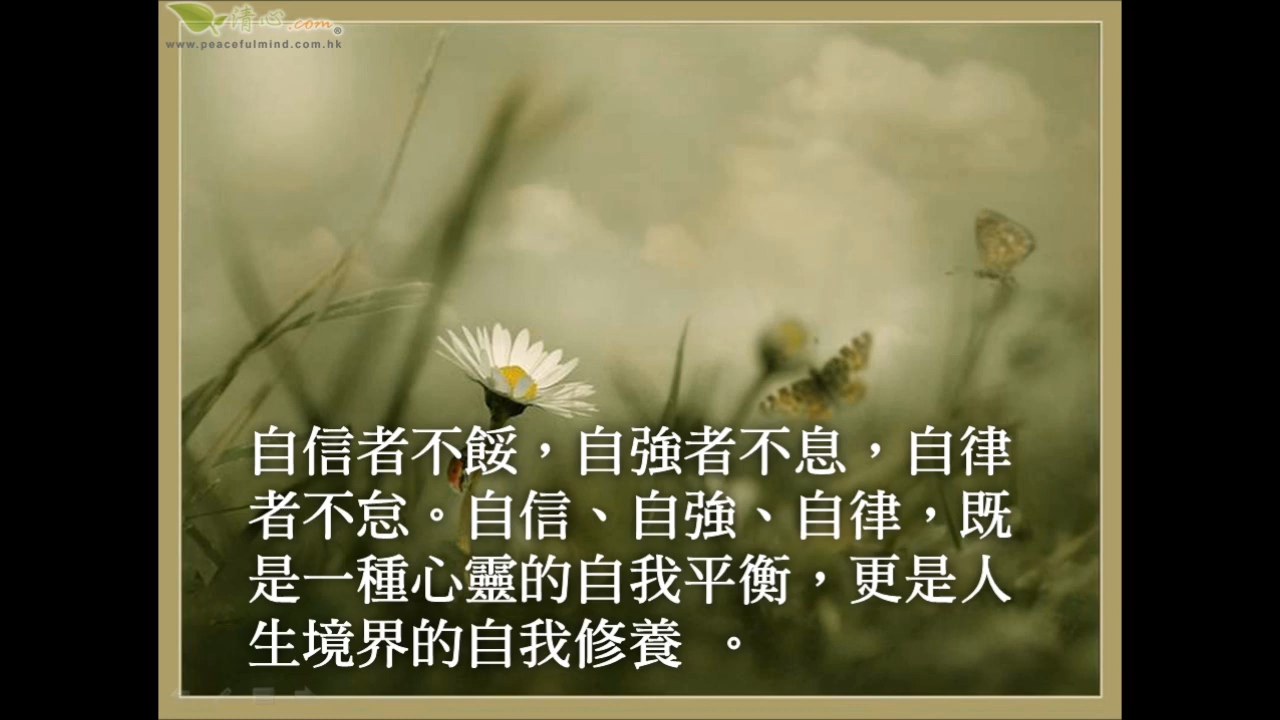 清心.com®
www.peacefulmind.com.hk
自信者不餒，自強者不息，自律
者不怠。自信、自強、自律，既
是一種心靈的自我平衡，更是人
生境界的自我修養 。